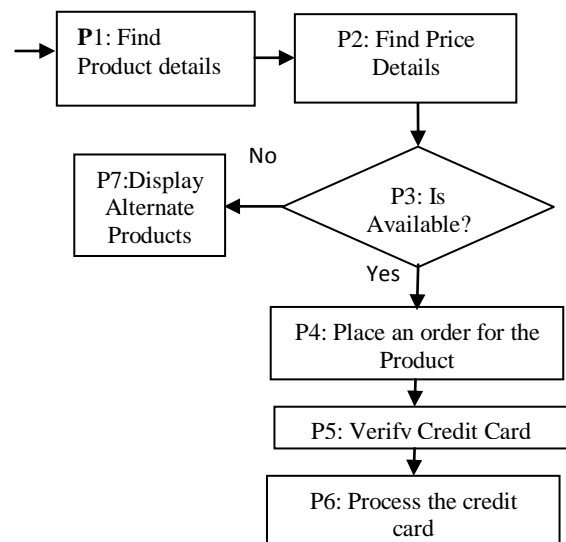 P1: Find
Product details
P2: Find Price
Details
No
P7:Display
Alternate
Products
P3: Is
Available?
Yes
P4: Place an order for the
Product
P5: Verify Credit Card
P6: Process the credit
card